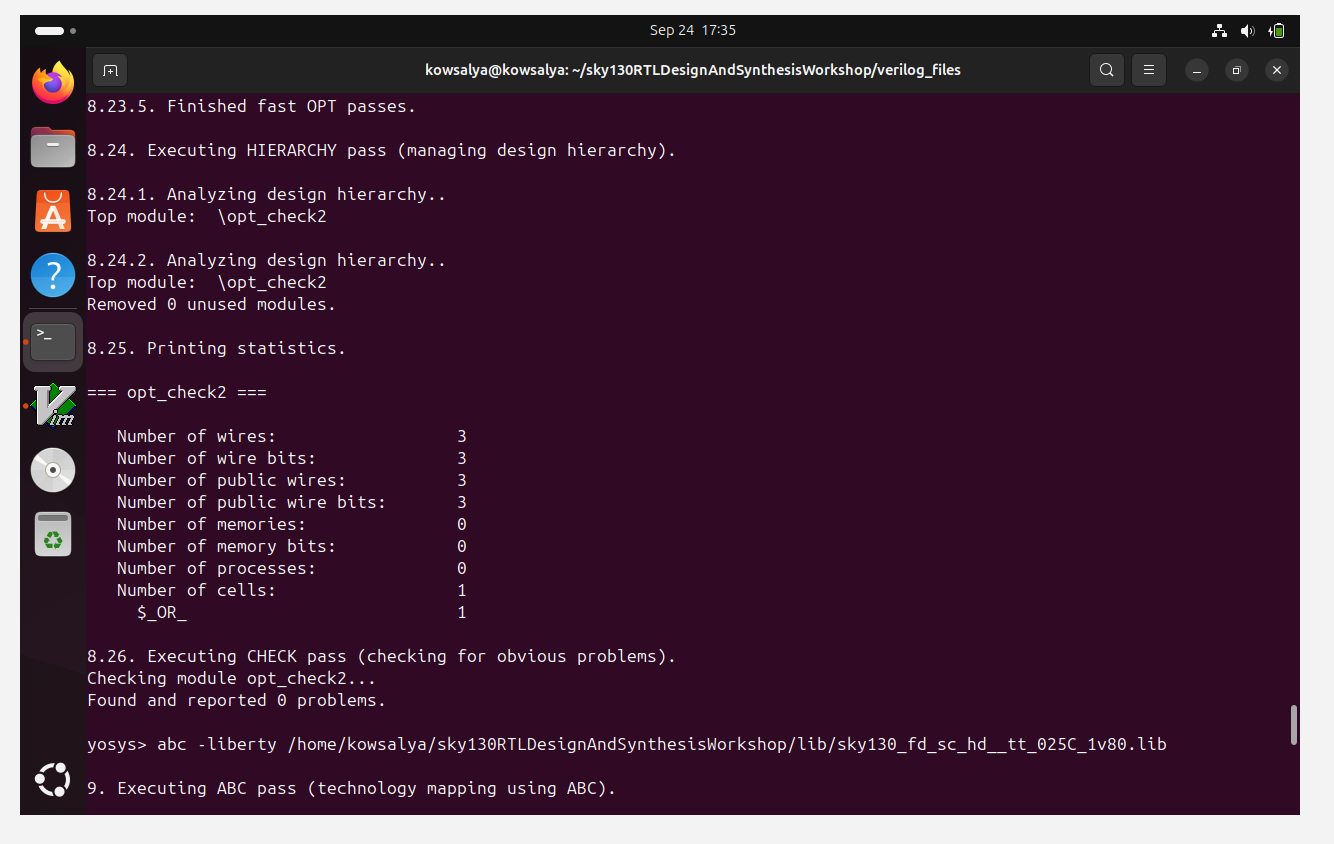 Sep 24 17:35
kowsalya@kowsalya: ~/sky130RTLDesignAndSynthesisWorkshop/verilog_files
8.23.5. Finished fast OPT passes.
8.24. Executing HIERARCHY pass (managing design hierarchy).
8.24.1. Analyzing design hierarchy..
Top module:  \opt_check2
8.24.2. Analyzing design hierarchy..
Top module:  \opt_check2
Removed 0 unused modules.
8.25. Printing statistics.
=== opt_check2 ===
Number of wires: 3
Number of wire bits: 3
Number of public wires: 3
Number of public wire bits: 3
Number of memories: 0
Number of memory bits: 0
Number of processes: 0
Number of cells: 1
$_OR_ 1
8.26. Executing CHECK pass (checking for obvious problems).
Checking module opt_check2...
Found and reported 0 problems.
yosys> abc -liberty /home/kowsalya/sky130RTLDesignAndSynthesisWorkshop/lib/sky130_fd_sc_hd__tt_025C_1v80.lib
9. Executing ABC pass (technology mapping using ABC).
>_
Vim